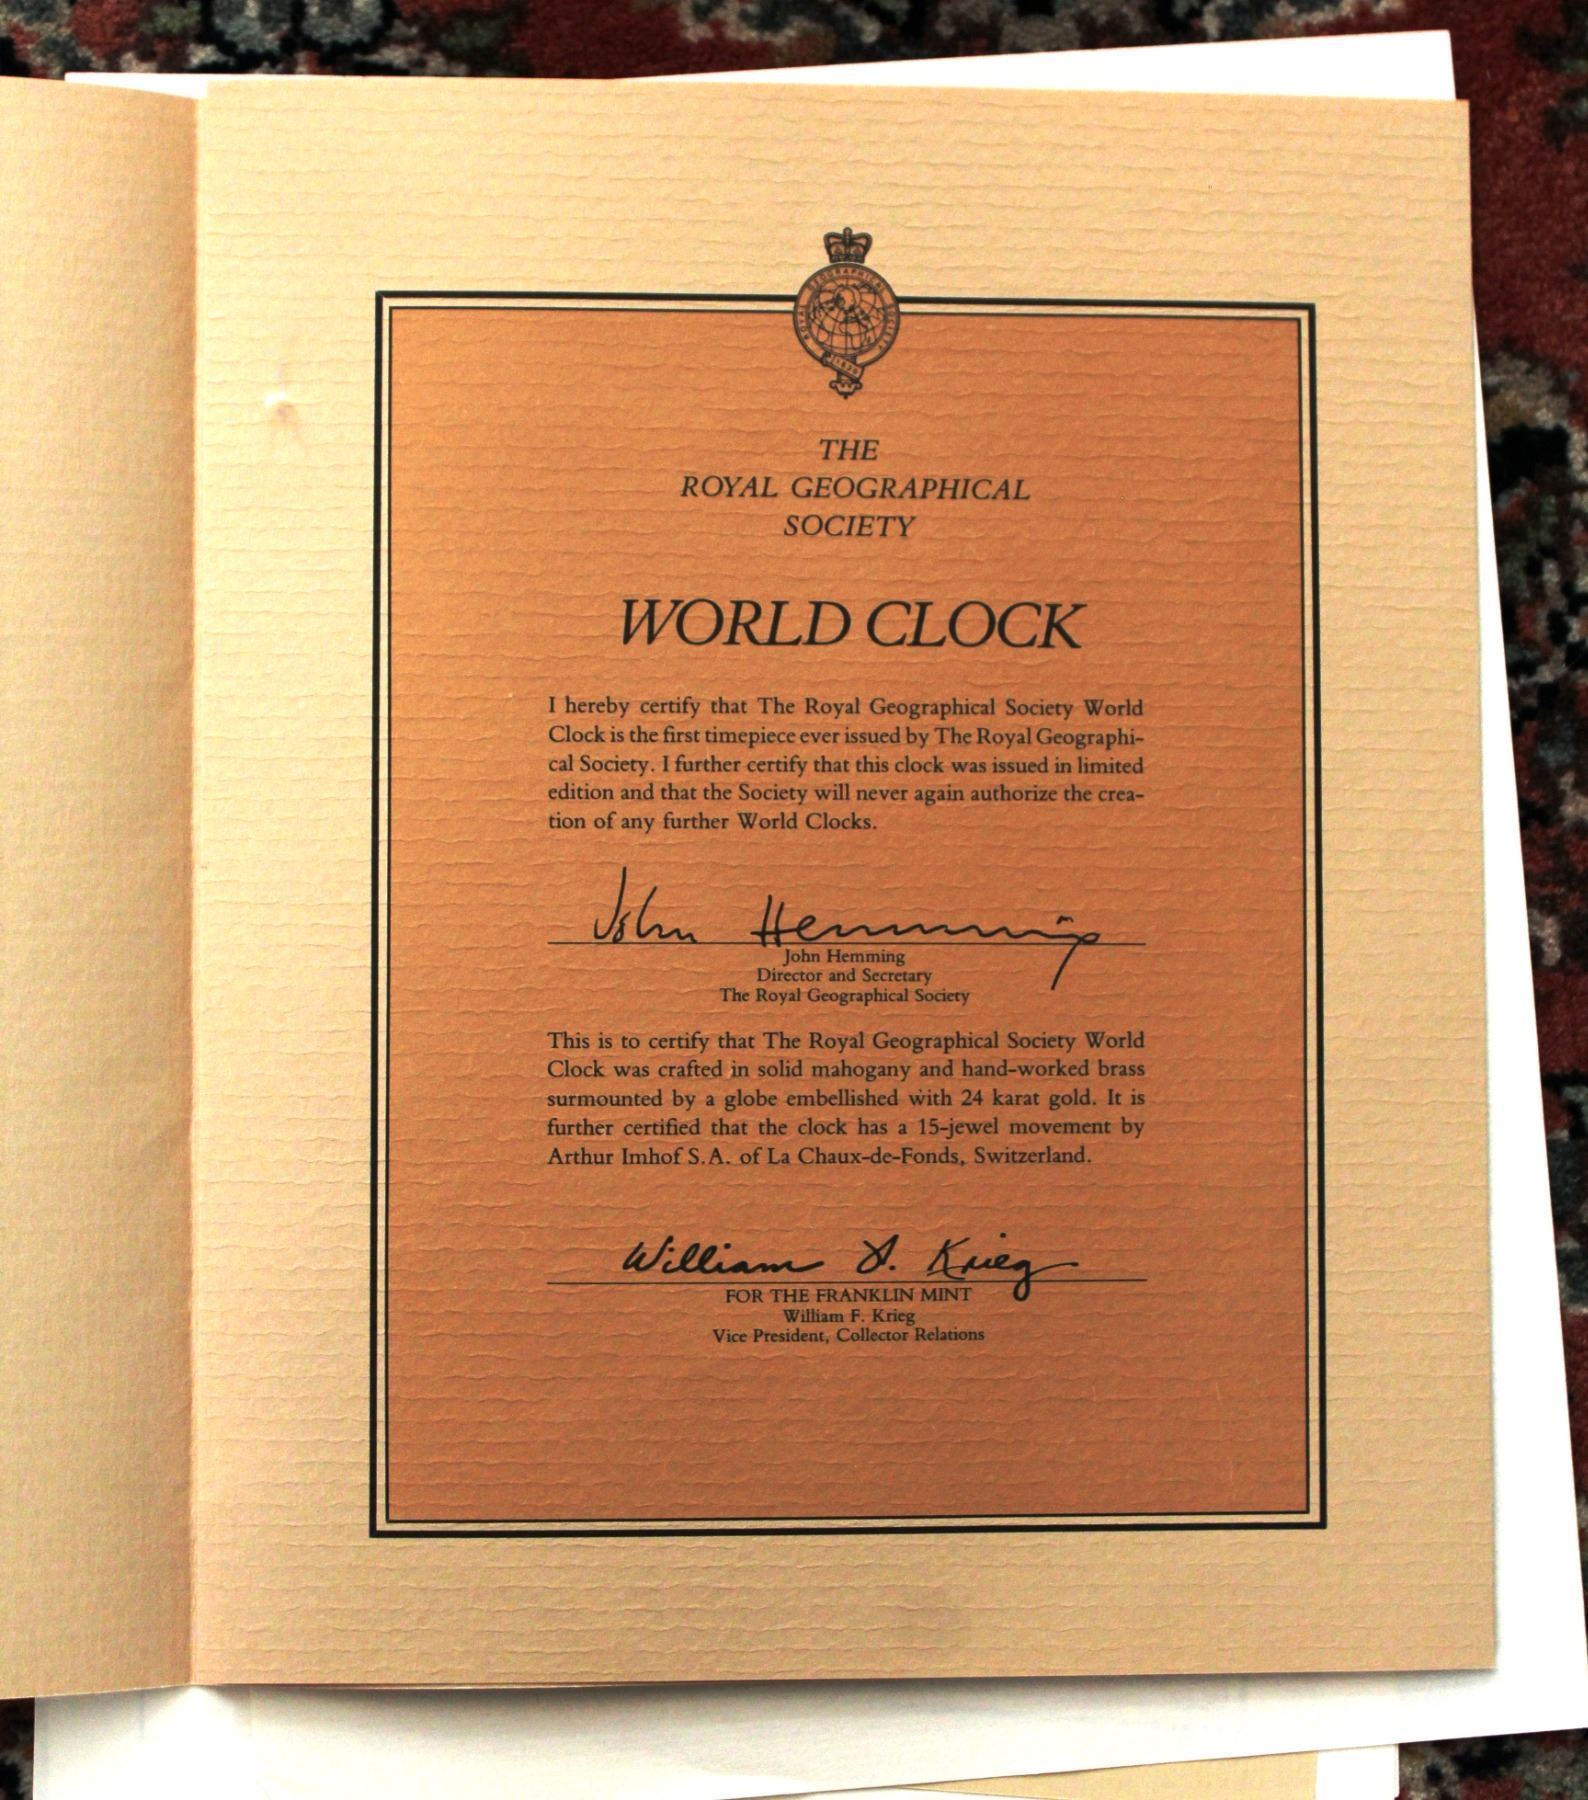 ROYAL GEOGRAPHICAL SOCIETY
1830
THE
ROYAL GEOGRAPHICAL
SOCIETY
WORLD CLOCK
I hereby certify that The Royal Geographical Society World
Clock is the first timepiece ever issued by The Royal Geographi-
cal Society. I further certify that this clock was issued in limited
edition and that the Society will never again authorize the crea-
tion of any further World Clocks.
John Hemming
John Hemming
Director and Secretary
The Royal Geographical Society
This is to certify that The Royal Geographical Society World
Clock was crafted in solid mahogany and hand-worked brass
surmounted by a globe embellished with 24 karat gold. It is
further certified that the clock has a 15-jewel movement by
Arthur Imhof S.A. of La Chaux-de-Fonds, Switzerland.
William F. Krieg
FOR THE FRANKLIN MINT
William F. Krieg
Vice President, Collector Relations